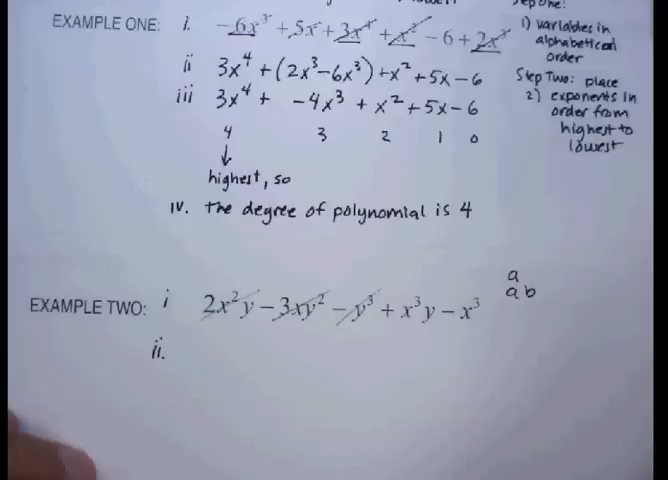 Step One:
EXAMPLE ONE: i. -6x³ + 5x + 3x⁴ + x² - 6 + 2x³
1) variables in
alphabetical
order
ii 3x⁴ + (2x³-6x³) + x² + 5x - 6
Step Two: place
iii 3x⁴ + -4x³ + x² + 5x - 6
2) exponents in
order from
highest to
lowest
4 3 2 1 0
↓
highest, so
iv. the degree of polynomial is 4
a
ab
EXAMPLE TWO: i 2x²y - 3xy² - y³ + x³y - x³
ii.